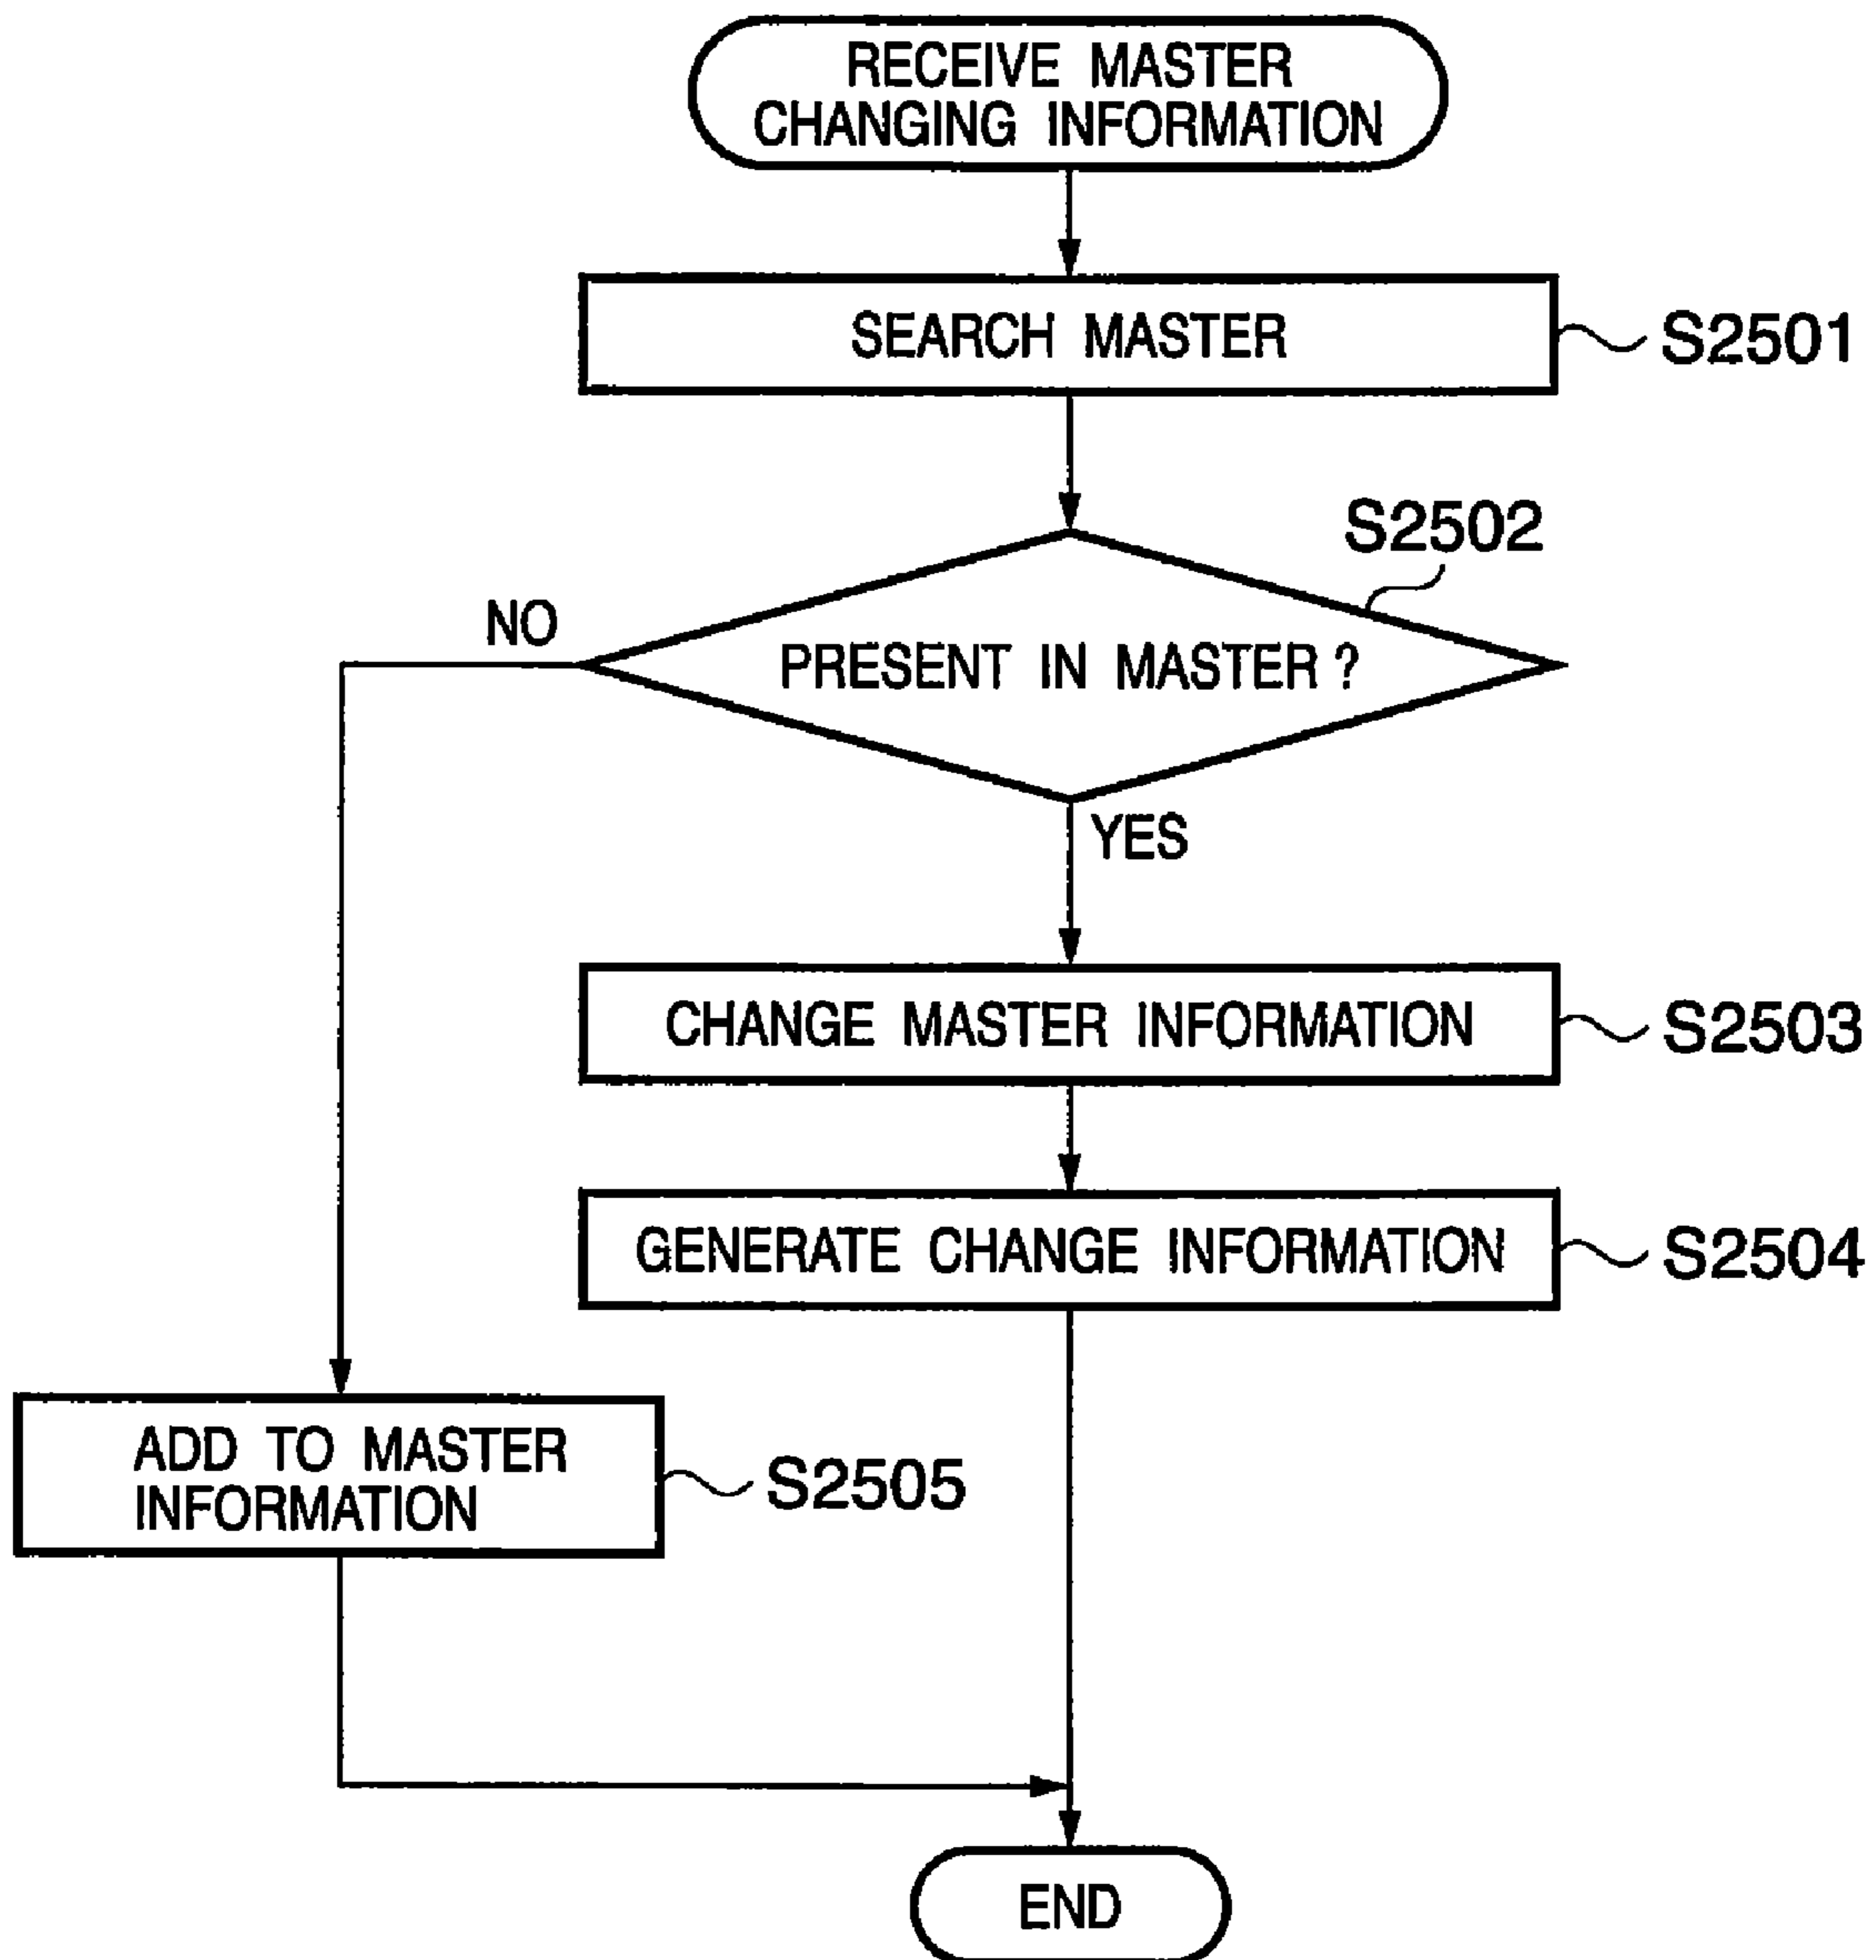 RECEIVE MASTER
CHANGING INFORMATION
SEARCH MASTER
S2501
S2502
NO
PRESENT IN MASTER ?
YES
CHANGE MASTER INFORMATION
S2503
GENERATE CHANGE INFORMATION
S2504
ADD TO MASTER
INFORMATION
S2505
END